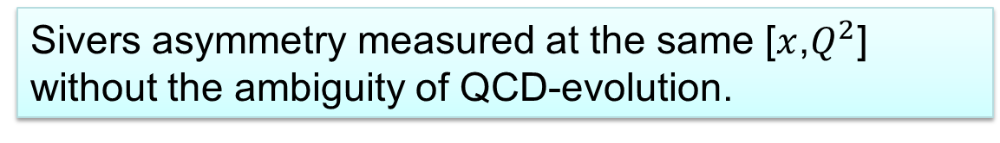 Sivers asymmetry measured at the same [𝑥,𝑄²]
without the ambiguity of QCD-evolution.